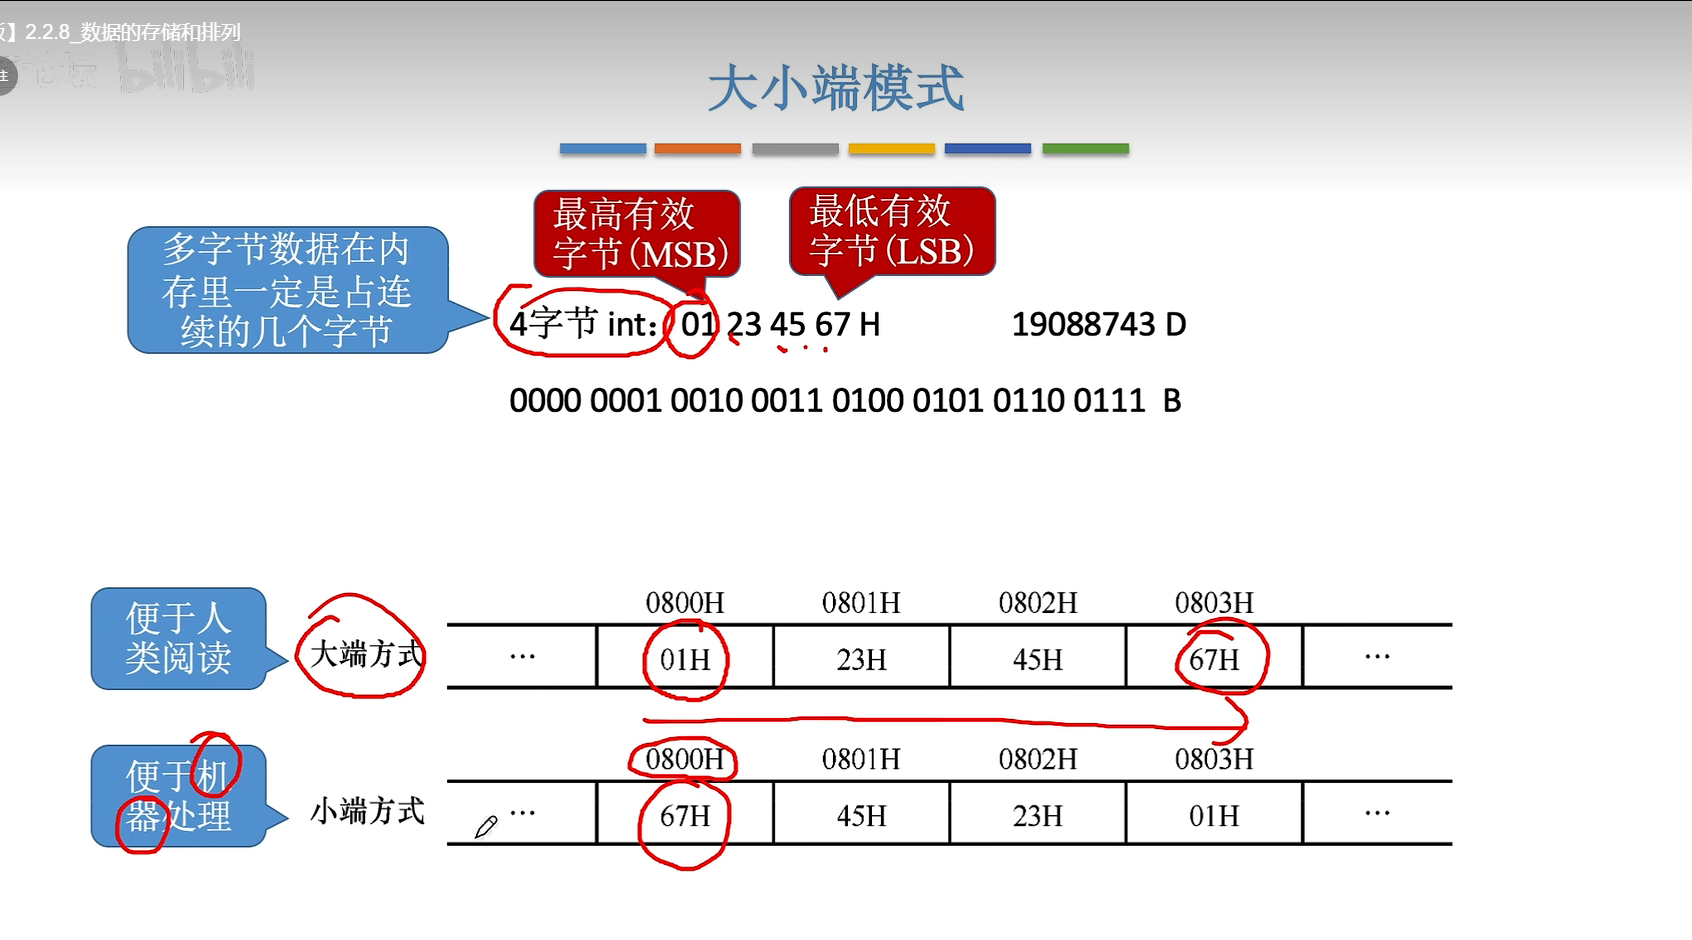 】2.2.8_数据的存储和排列
bilibili
注
大小端模式
最高有效
字节(MSB)
最低有效
字节(LSB)
多字节数据在内
存里一定是占连
续的几个字节
4字节 int： 01 23 45 67 H 19088743 D
0000 0001 0010 0011 0100 0101 0110 0111 B
便于人
类阅读
大端方式
0800H 0801H 0802H 0803H
… 01H 23H 45H 67H …
便于机
器处理
小端方式
0800H 0801H 0802H 0803H
… 67H 45H 23H 01H …